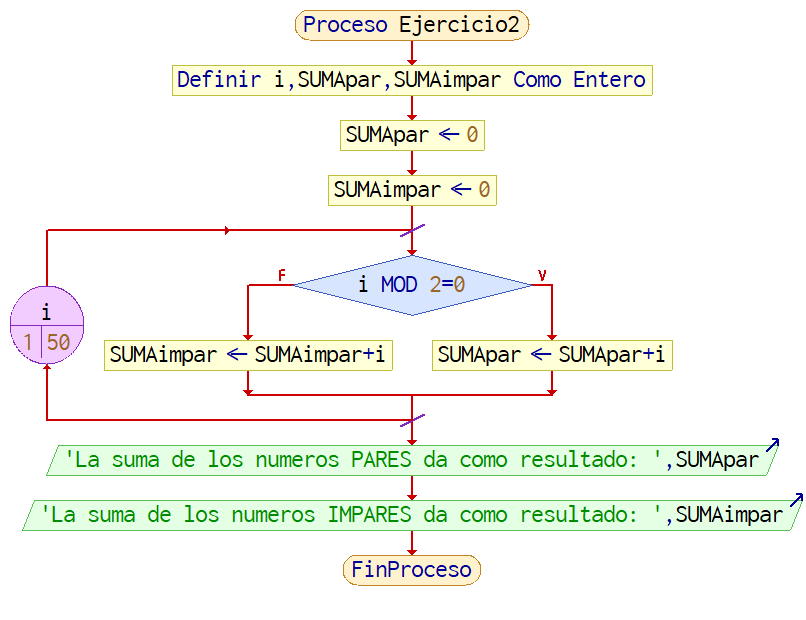 Proceso Ejercicio2
Definir i,SUMApar,SUMAimpar Como Entero
SUMApar ← 0
SUMAimpar ← 0
F
V
i MOD 2=0
i
1 50
SUMAimpar ← SUMAimpar+i
SUMApar ← SUMApar+i
'La suma de los numeros PARES da como resultado: ',SUMApar
'La suma de los numeros IMPARES da como resultado: ',SUMAimpar
FinProceso